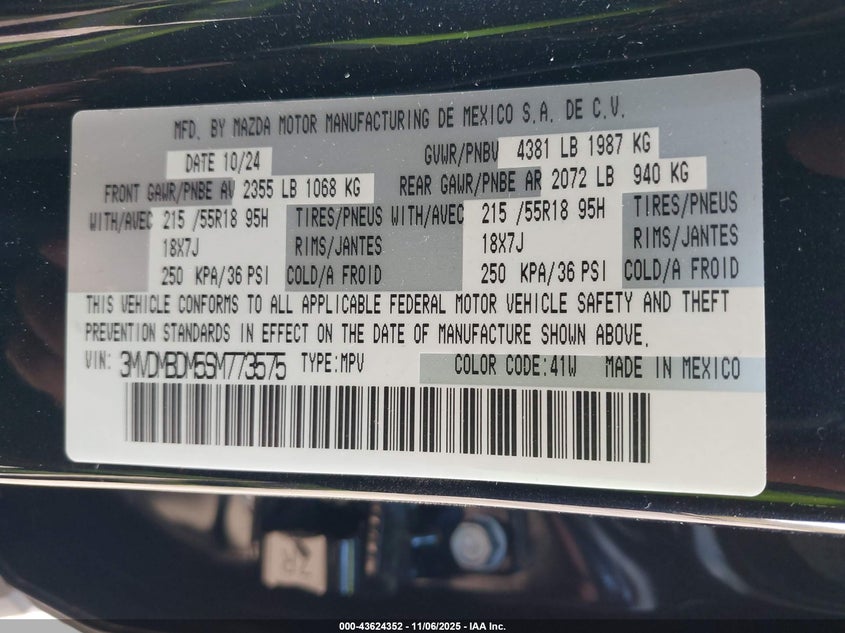 MFD. BY MAZDA MOTOR MANUFACTURING DE MEXICO S.A. DE C.V.
DATE 10/24 GVWR/PNBV 4381 LB 1987 KG
FRONT GAWR/PNBE AV 2355 LB 1068 KG REAR GAWR/PNBE AR 2072 LB 940 KG
WITH/AVEC 215 /55R18 95H TIRES/PNEUS WITH/AVEC 215 /55R18 95H TIRES/PNEUS
18X7J RIMS/JANTES 18X7J RIMS/JANTES
250 KPA/36 PSI COLD/A FROID 250 KPA/36 PSI COLD/A FROID
THIS VEHICLE CONFORMS TO ALL APPLICABLE FEDERAL MOTOR VEHICLE SAFETY AND THEFT
PREVENTION STANDARDS IN EFFECT ON THE DATE OF MANUFACTURE SHOWN ABOVE.
VIN: 3MVDMBDM5SM773575 TYPE:MPV COLOR CODE:41W MADE IN MEXICO
ZR
000-43624352 - 11/06/2025 - IAA Inc.